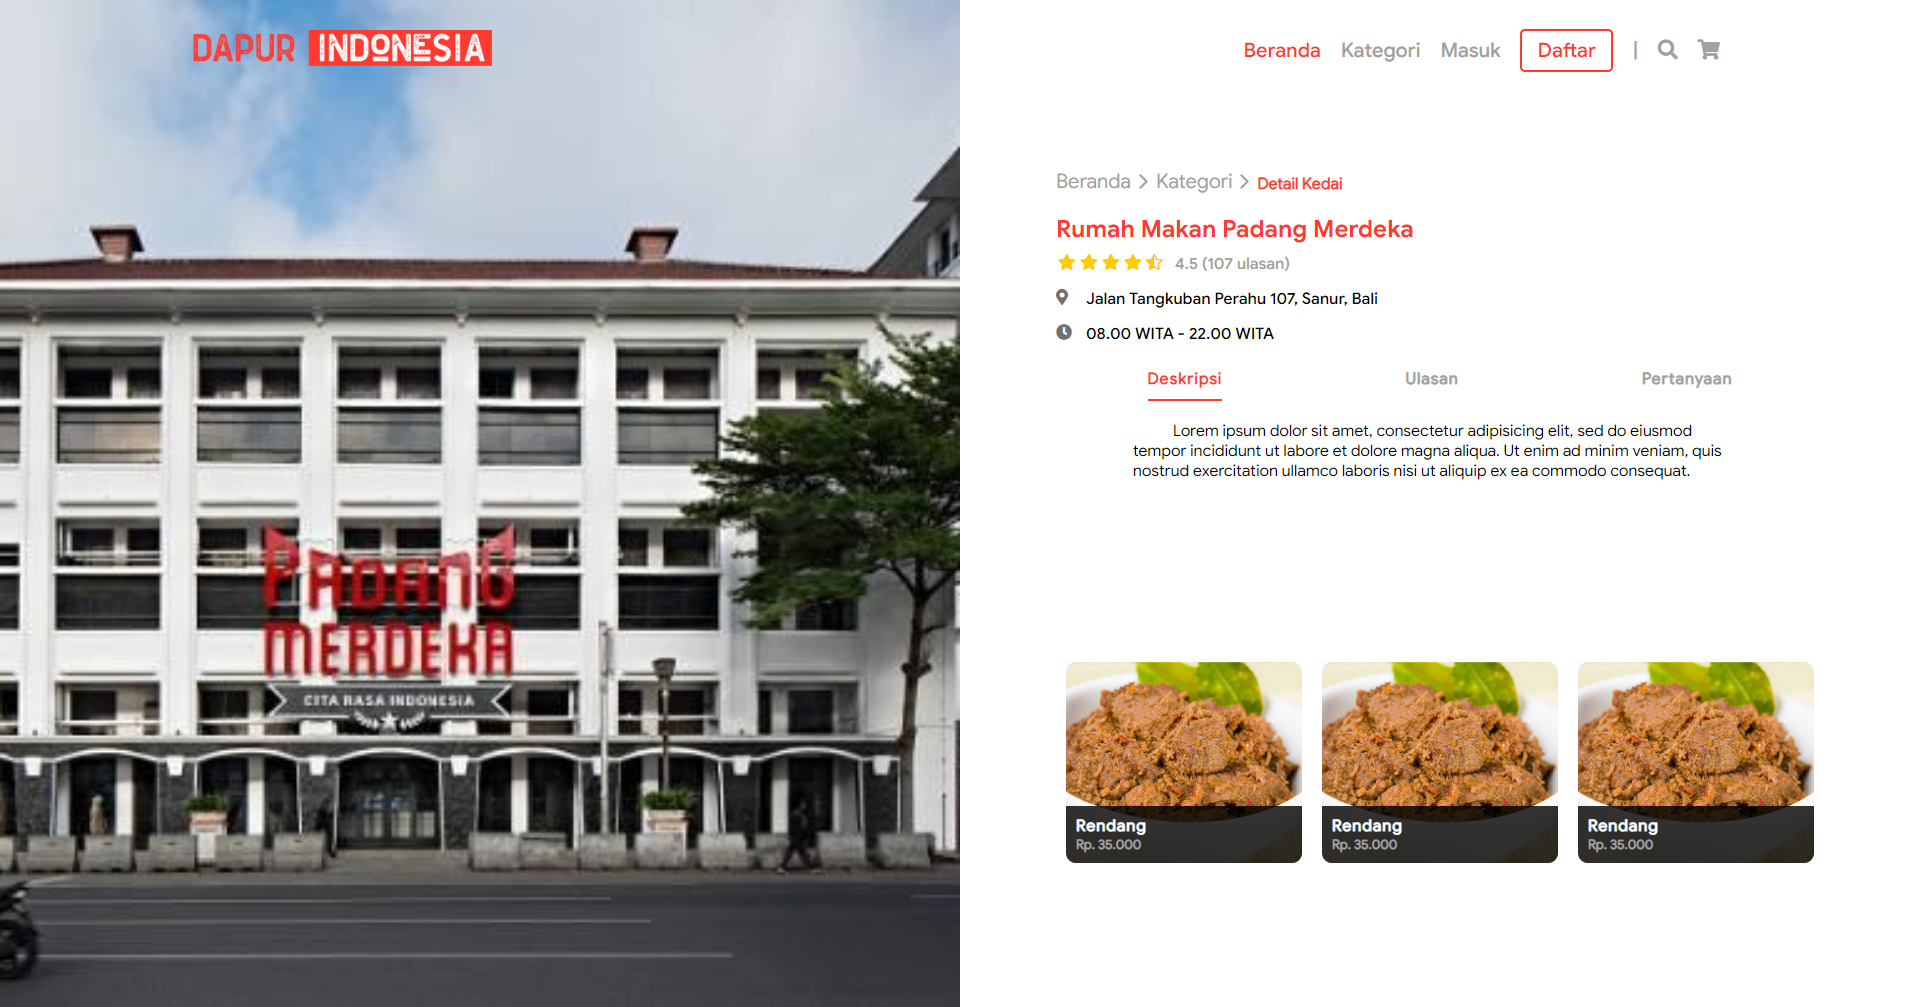 DAPUR INDONESIA
Beranda Kategori Masuk Daftar |
PADANG
MERDEKA
CITA RASA INDONESIA
Beranda Kategori Detail Kedai
Rumah Makan Padang Merdeka
4.5 (107 ulasan)
Jalan Tangkuban Perahu 107, Sanur, Bali
08.00 WITA - 22.00 WITA
Deskripsi Ulasan Pertanyaan
Lorem ipsum dolor sit amet, consectetur adipisicing elit, sed do eiusmod
tempor incididunt ut labore et dolore magna aliqua. Ut enim ad minim veniam, quis
nostrud exercitation ullamco laboris nisi ut aliquip ex ea commodo consequat.
Rendang
Rp. 35.000
Rendang
Rp. 35.000
Rendang
Rp. 35.000